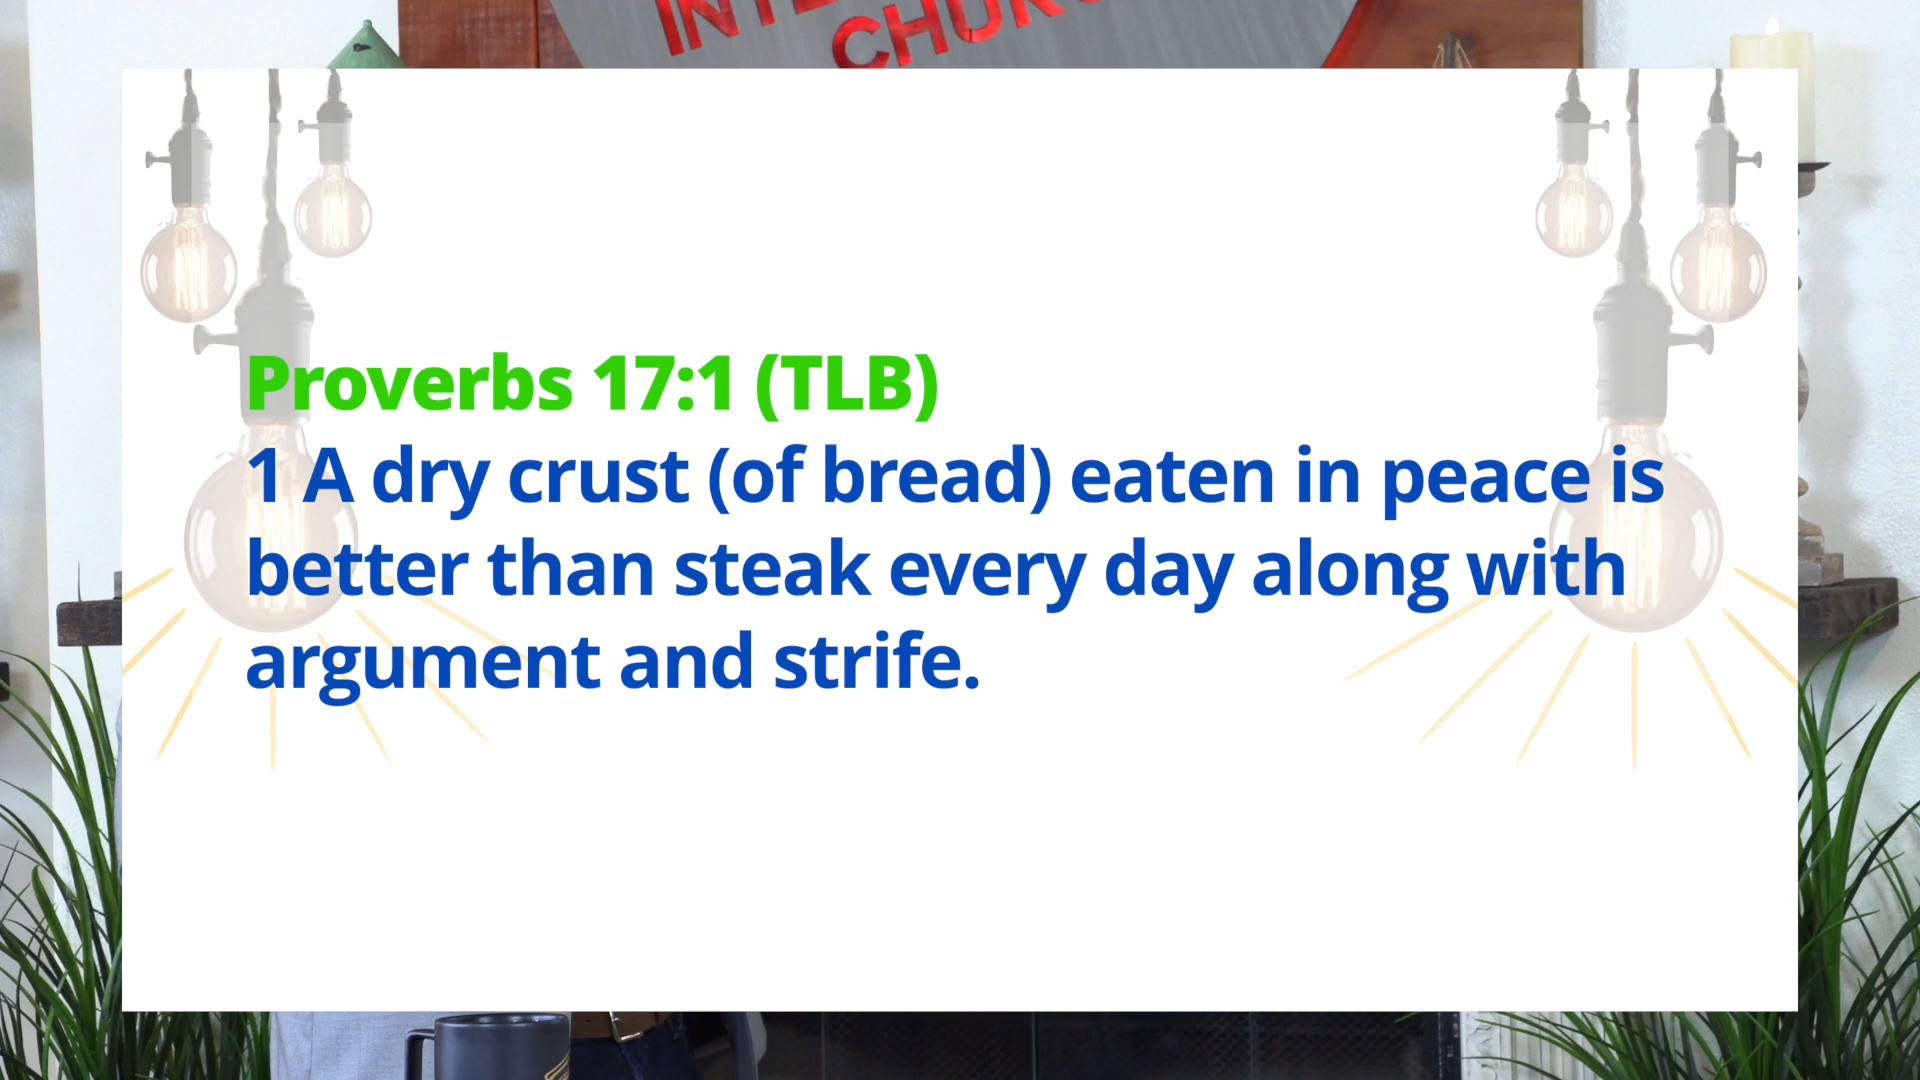 CHURC
Proverbs 17:1 (TLB)
1 A dry crust (of bread) eaten in peace is
better than steak every day along with
argument and strife.